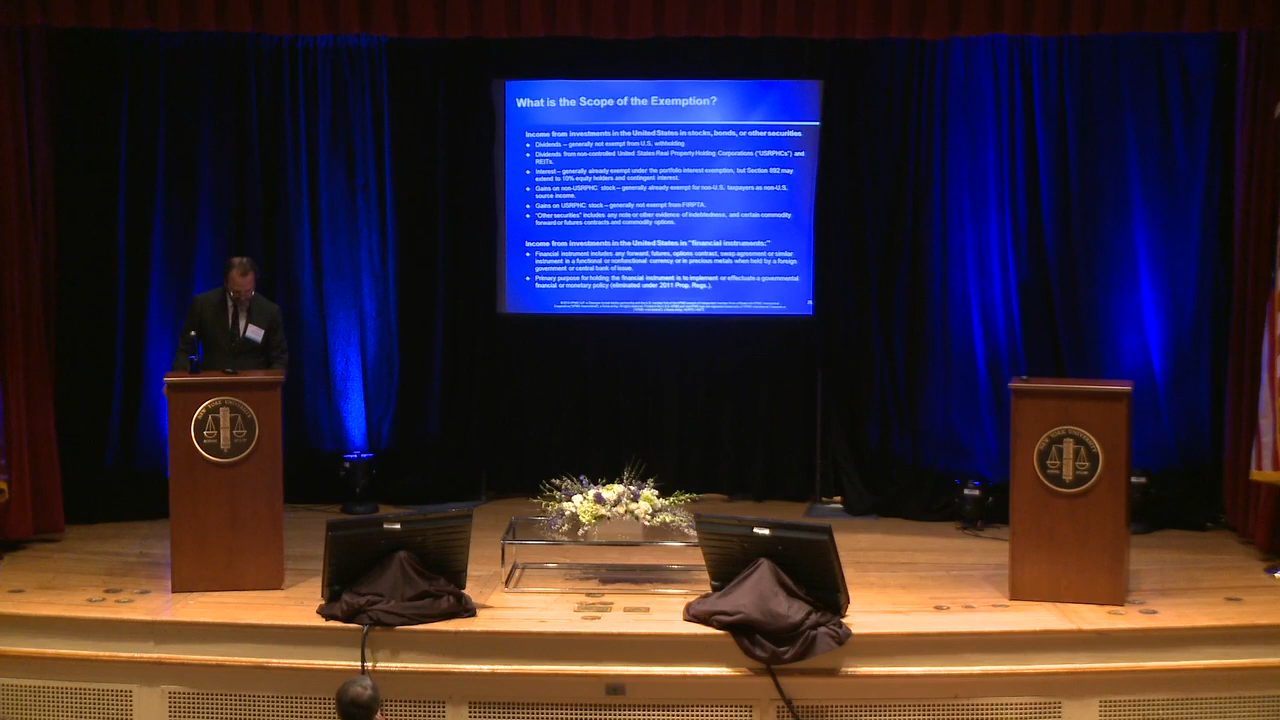 What is the Scope of the Exemption?
Income from investments in the United States in stocks, bonds, or other securities
Dividends – generally not exempt from U.S. withholding
Dividends from non-controlled United States Real Property Holding Corporations ("USRPHCs") and
REITs.
Interest – generally already exempt under the portfolio interest exemption, but Section 892 may
extend to 10% equity holders and contingent interest.
Gains on non-USRPHC stock – generally already exempt for non-U.S. taxpayers as non-U.S.
source income.
Gains on USRPHC stock – generally not exempt from FIRPTA.
"Other securities" includes any note or other evidence of indebtedness, and certain commodity
forward or futures contracts and commodity options.
Income from investments in the United States in "financial instruments:"
Financial instrument includes any forward, futures, options contract, swap agreement or similar
instrument in a functional or nonfunctional currency or in precious metals when held by a foreign
government or central bank of issue.
Primary purpose for holding the financial instrument is to implement or effectuate a governmental
financial or monetary policy (eliminated under 2011 Prop. Regs.).
NEW YORK UNIVERSITY
NEW YORK UNIVERSITY